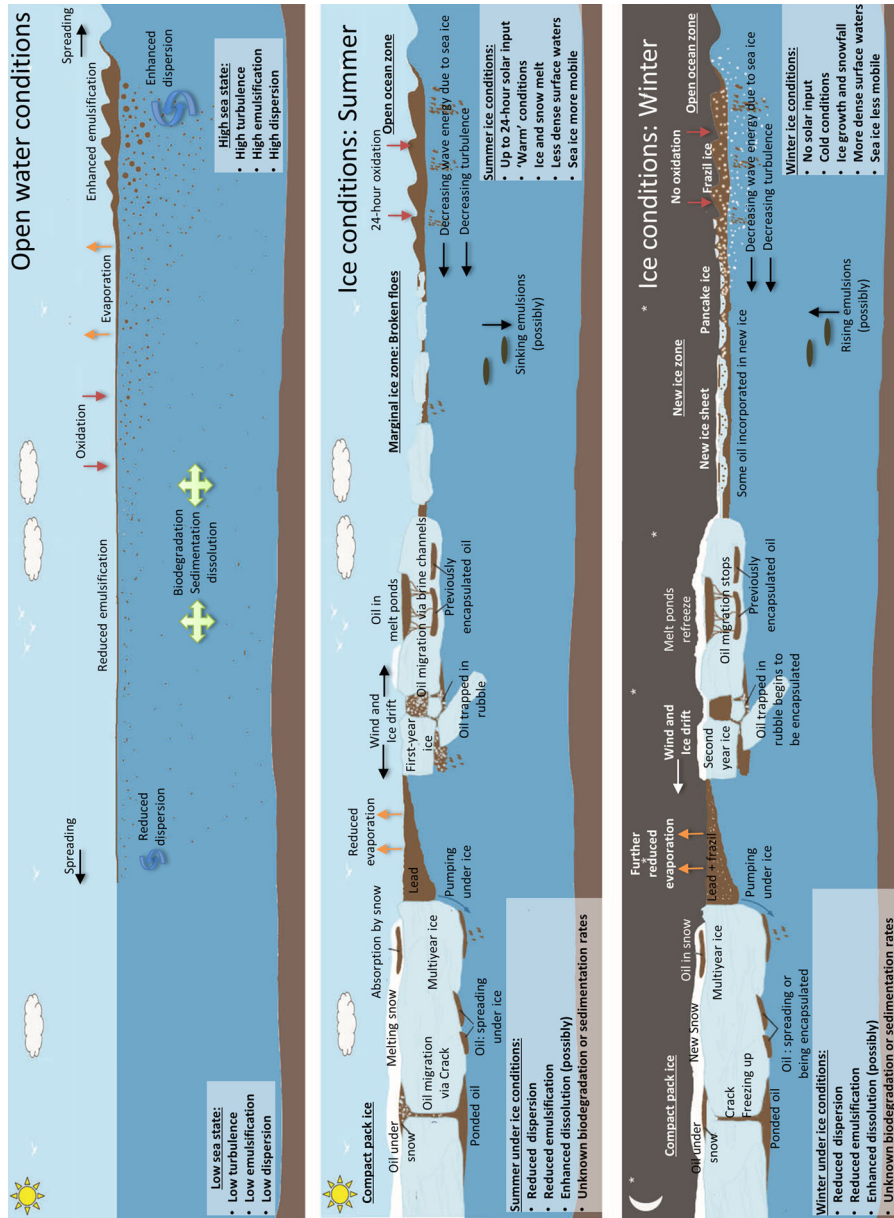 Open water conditions
Spreading
Spreading
Reduced emulsification
Oxidation
Evaporation
Enhanced emulsification
Reduced
dispersion
Biodegradation
Sedimentation
dissolution
Enhanced
dispersion
Low sea state:
• Low turbulence
• Low emulsification
• Low dispersion
High sea state:
• High turbulence
• High emulsification
• High dispersion
Ice conditions: Summer
Compact pack ice
Oil under
snow
Melting snow
Absorption by snow
Oil migration
via Crack
Multiyear ice
Ponded oil
Oil: spreading
under ice
Reduced
evaporation
Lead
Pumping
under ice
Wind and
Ice drift
First-year
ice
Oil trapped in
rubble
Oil in
melt ponds
Oil migration via brine channels
Previously
encapsulated oil
Marginal ice zone: Broken floes
Sinking emulsions
(possibly)
24-hour oxidation
Open ocean zone
Decreasing wave energy due to sea ice
Decreasing turbulence
Summer under ice conditions:
• Reduced dispersion
• Reduced emulsification
• Enhanced dissolution (possibly)
• Unknown biodegradation or sedimentation rates
Summer ice conditions:
• Up to 24-hour solar input
• 'Warm' conditions
• Ice and snow melt
• Less dense surface waters
• Sea ice more mobile
Ice conditions: Winter
Compact pack ice
Oil under
snow
New Snow
Oil in snow
Crack
Freezing up
Multiyear ice
Ponded oil
Oil : spreading or
being encapsulated
Further
reduced
evaporation
Lead + frazil
Pumping
under ice
Wind and
Ice drift
Second
year ice
Oil trapped in
rubble begins to
be encapsulated
Melt ponds
refreeze
Oil migration stops
Previously
encapsulated oil
New ice zone
New ice sheet
Pancake ice
Some oil incorporated in new ice
Rising emulsions
(possibly)
No oxidation
Frazil ice
Open ocean zone
Decreasing wave energy due to sea ice
Decreasing turbulence
Winter under ice conditions:
• Reduced dispersion
• Reduced emulsification
• Enhanced dissolution (possibly)
• Unknown biodegradation or sedimentation rates
Winter ice conditions:
• No solar input
• Cold conditions
• Ice growth and snowfall
• More dense surface waters
• Sea ice less mobile